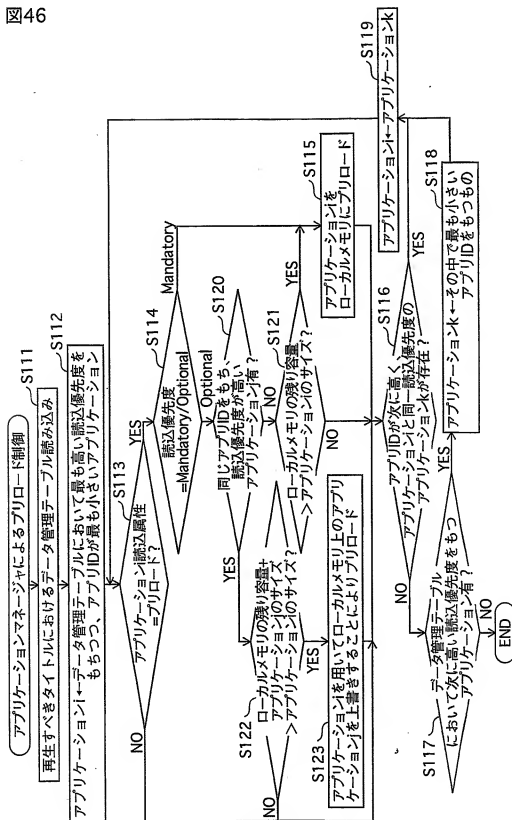 図46
アプリケーションマネージャによるプリロード制御
S111
再生すべきタイトルにおけるデータ管理テーブル読み込み
S112
アプリケーションi←データ管理テーブルにおいて最も高い読込優先度を
もちつつ、アプリIDが最も小さいアプリケーション
S113
アプリケーションi読込属性
=プリロード?
YES
NO
S114
読込優先度
=Mandatory/Optional
Mandatory
Optional
S120
同じアプリIDをもち、
読込優先度が高い
アプリケーションj有?
YES
NO
S121
ローカルメモリの残り容量
>アプリケーションiのサイズ?
YES
NO
S115
アプリケーションiを
ローカルメモリにプリロード
S122
ローカルメモリの残り容量+
アプリケーションjのサイズ
>アプリケーションiのサイズ?
YES
NO
S123
アプリケーションiを用いてローカルメモリ上のアプリ
ケーションjを上書きすることによりプリロード
S116
アプリIDが次に高く
アプリケーションiと同一読込優先度の
アプリケーションkが存在?
YES
NO
S117
データ管理テーブル
において次に高い読込優先度をもつ
アプリケーション有?
YES
NO
S118
アプリケーションk←その中で最も小さい
アプリIDをもつもの
S119
アプリケーションi←アプリケーションk
END